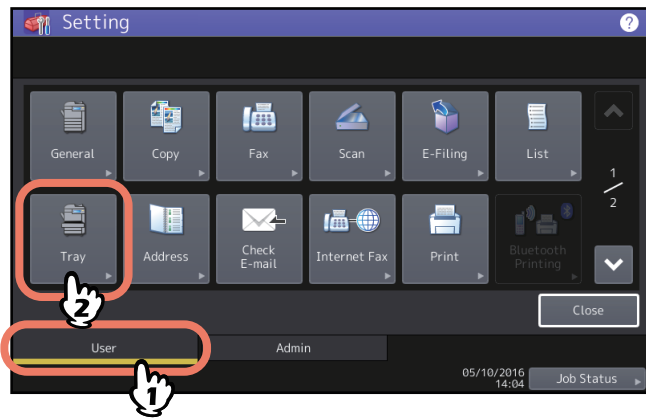 Setting
?
General
Copy
Fax
Scan
E-Filing
List
1
2
Tray
Address
Check
E-mail
Internet Fax
Print
Bluetooth
Printing
2
Close
User
Admin
1
05/10/2016
14:04
Job Status